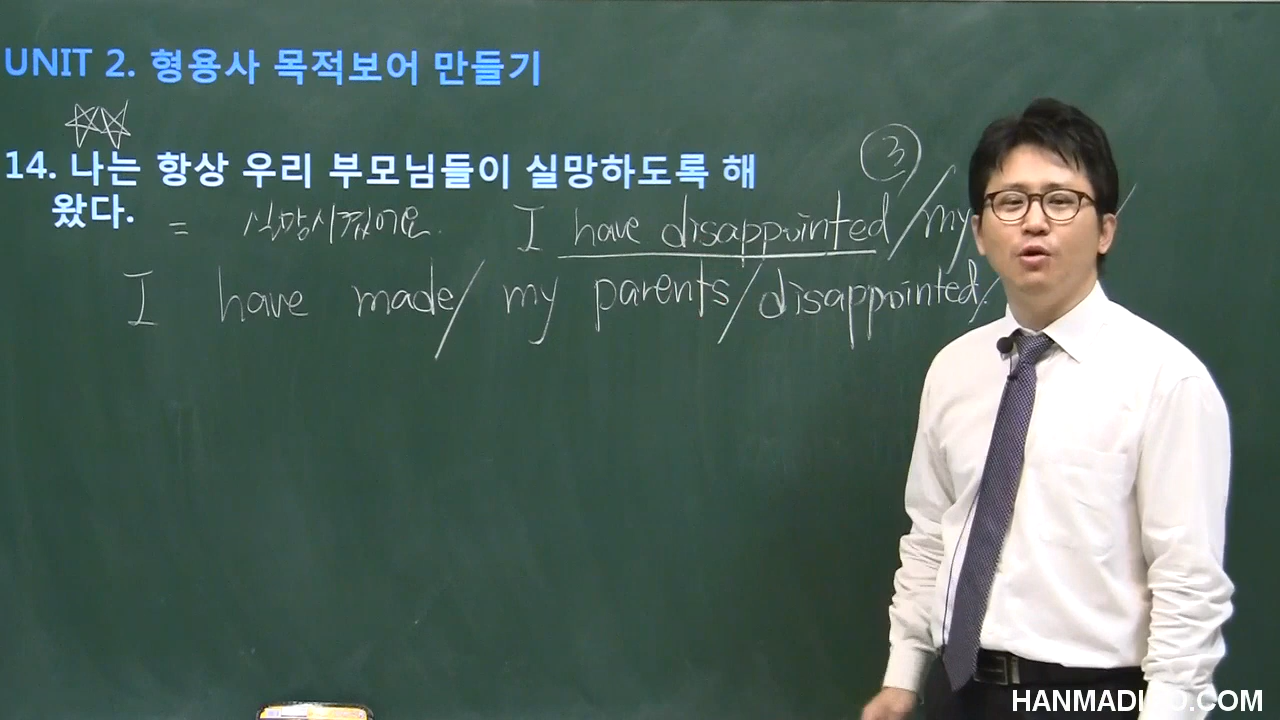 UNIT 2. 형용사 목적보어 만들기
14. 나는 항상 우리 부모님들이 실망하도록 해
왔다.
= 실망시켰어요.
③
I have disappointed / my
I have made / my parents / disappointed /
HANMADI
.COM